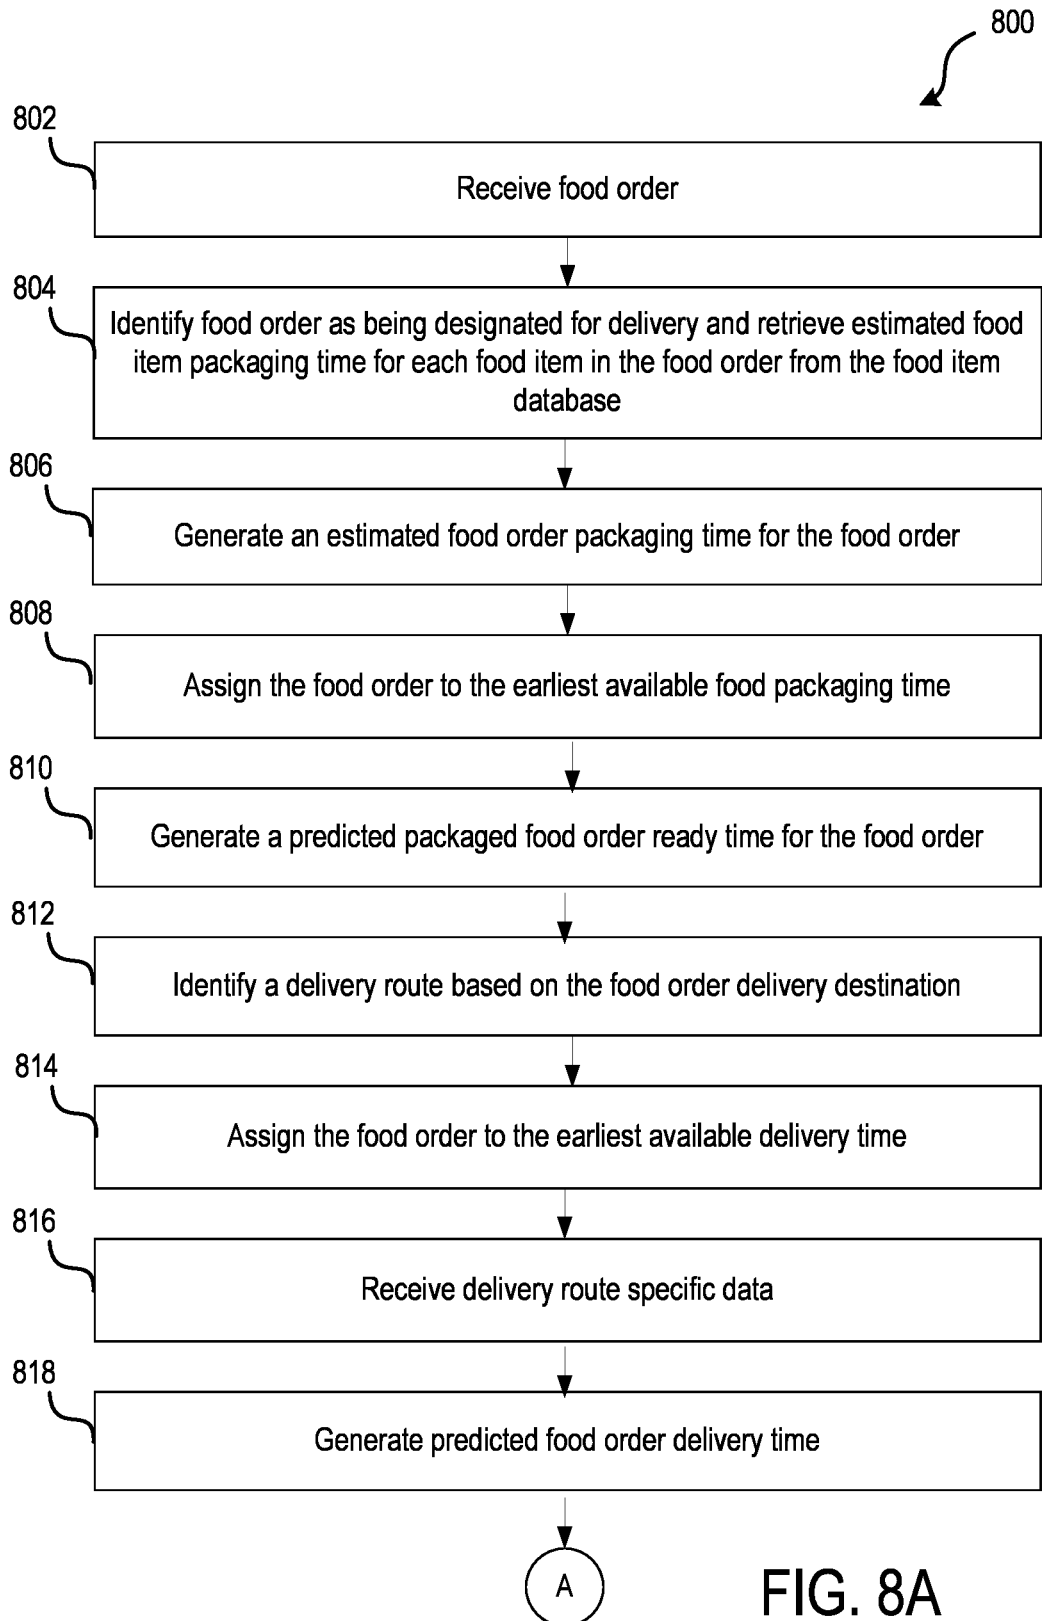 800
802
Receive food order
804
Identify food order as being designated for delivery and retrieve estimated food
item packaging time for each food item in the food order from the food item
database
806
Generate an estimated food order packaging time for the food order
808
Assign the food order to the earliest available food packaging time
810
Generate a predicted packaged food order ready time for the food order
812
Identify a delivery route based on the food order delivery destination
814
Assign the food order to the earliest available delivery time
816
Receive delivery route specific data
818
Generate predicted food order delivery time
A
FIG. 8A